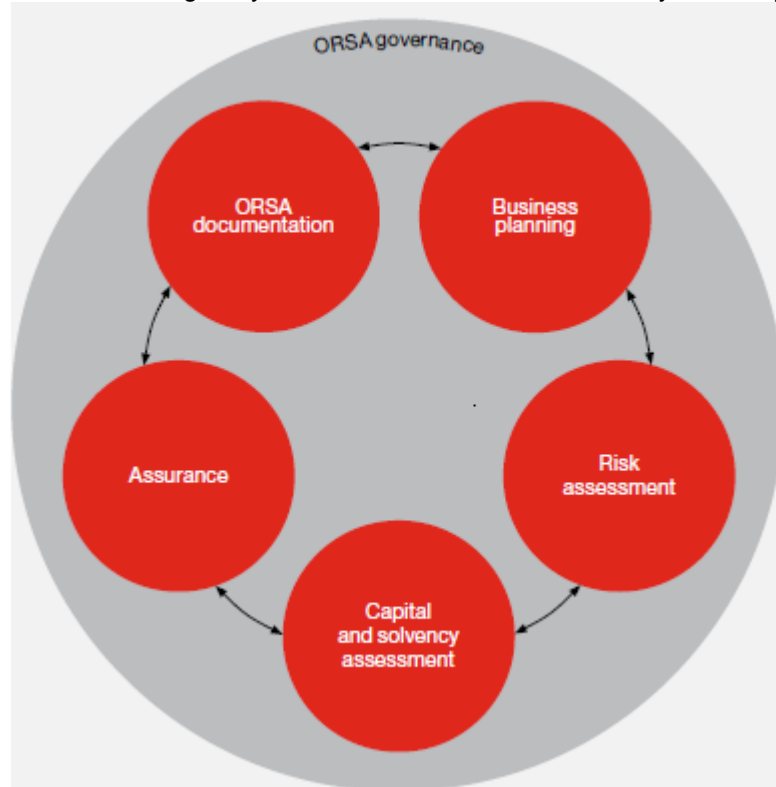 ORSA governance
ORSA
documentation
Business
planning
Assurance
Risk
assessment
Capital
and solvency
assessment